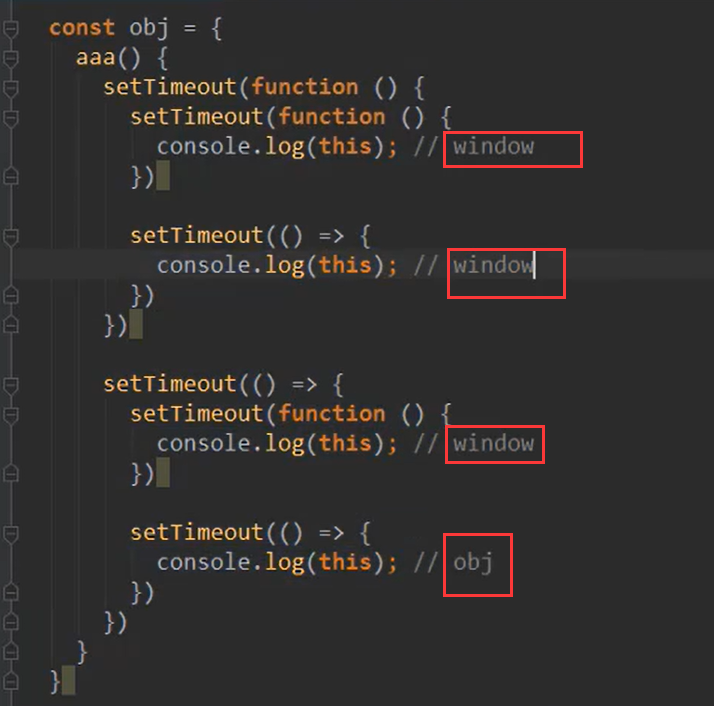 const obj = {
aaa() {
setTimeout(function () {
setTimeout(function () {
console.log(this); // window
})
setTimeout(() => {
console.log(this); // window
})
})
setTimeout(() => {
setTimeout(function () {
console.log(this); // window
})
setTimeout(() => {
console.log(this); // obj
})
})
}
}